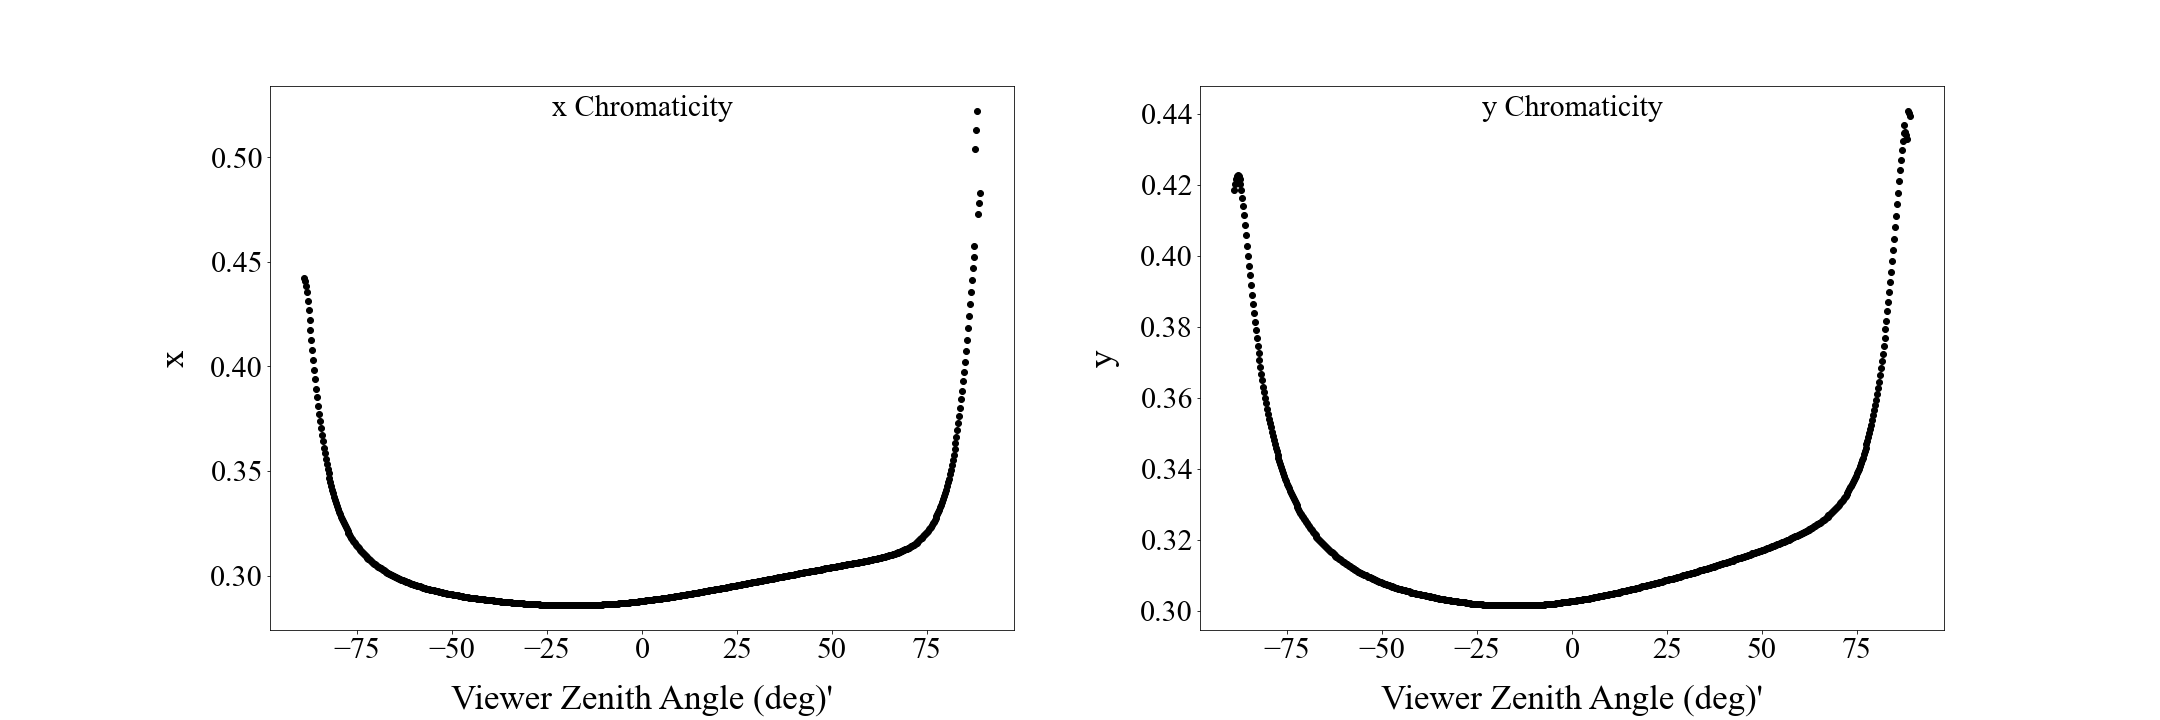 x Chromaticity
0.50
0.45
0.40
0.35
0.30
x
−75 −50 −25 0 25 50 75
Viewer Zenith Angle (deg)'
y Chromaticity
0.44
0.42
0.40
0.38
0.36
0.34
0.32
0.30
y
−75 −50 −25 0 25 50 75
Viewer Zenith Angle (deg)'